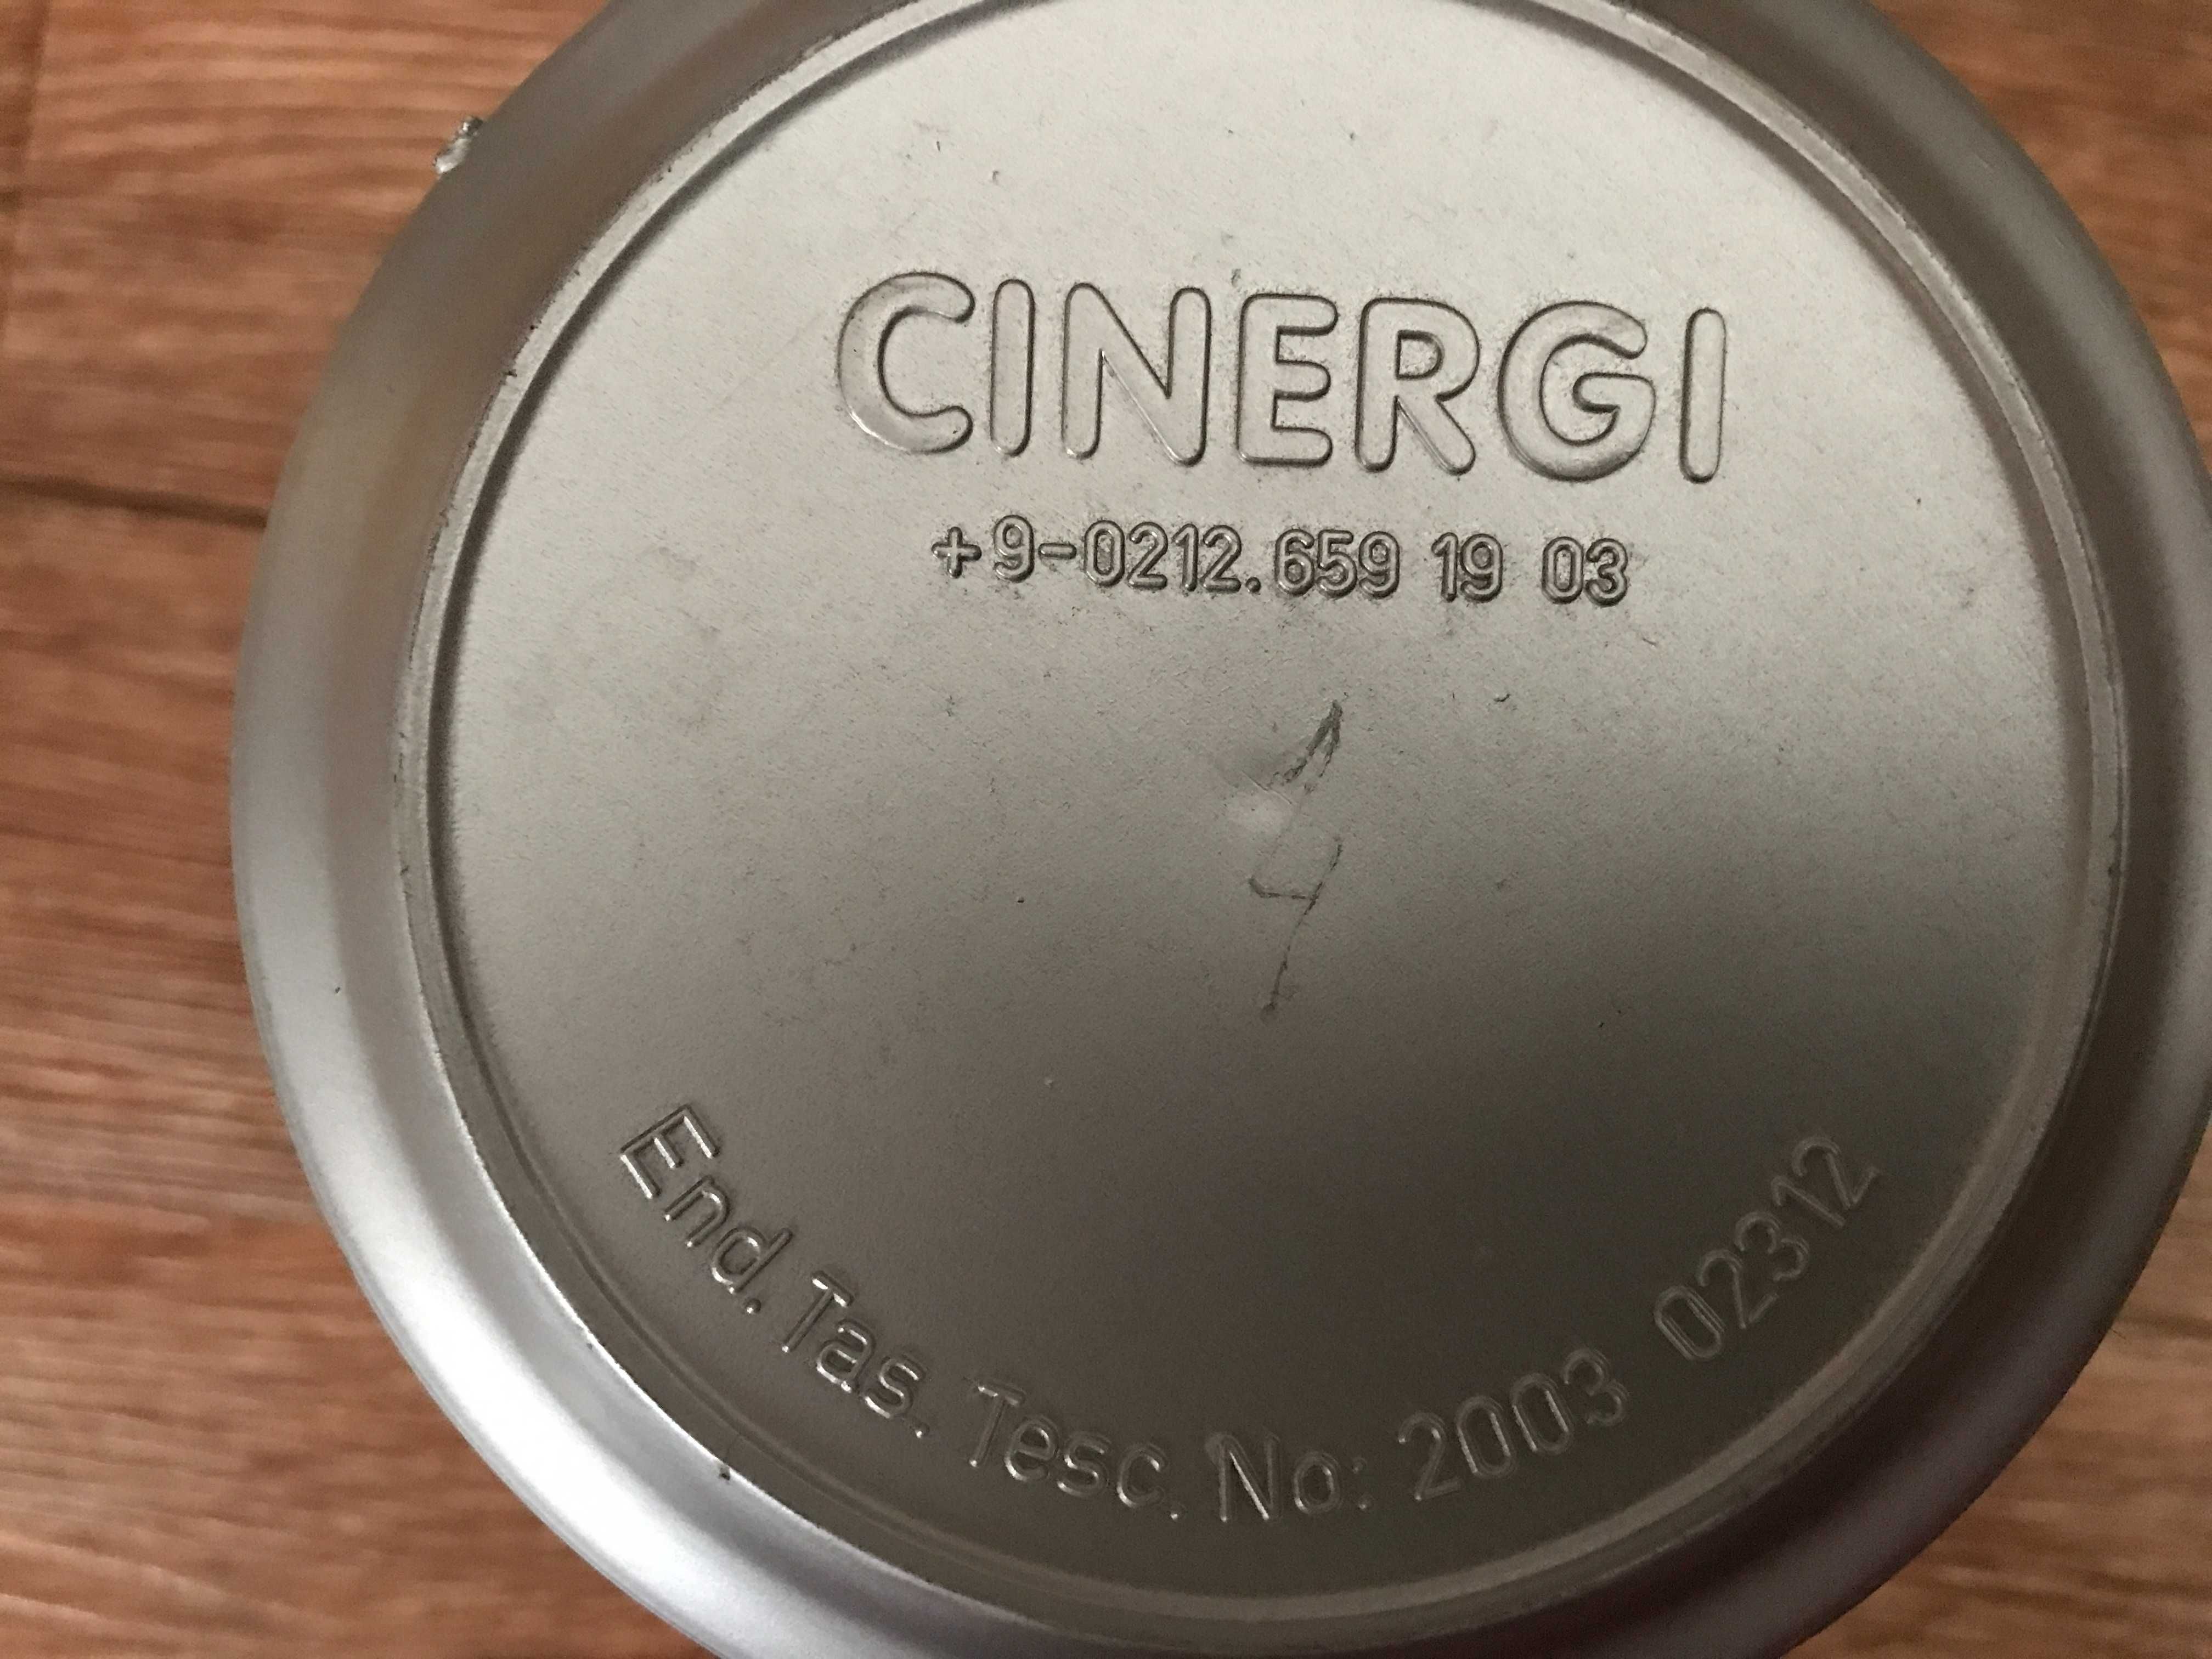 CINERGI
+9-0212.659 19 03
End.Tas. Tesc. No: 2003 02312